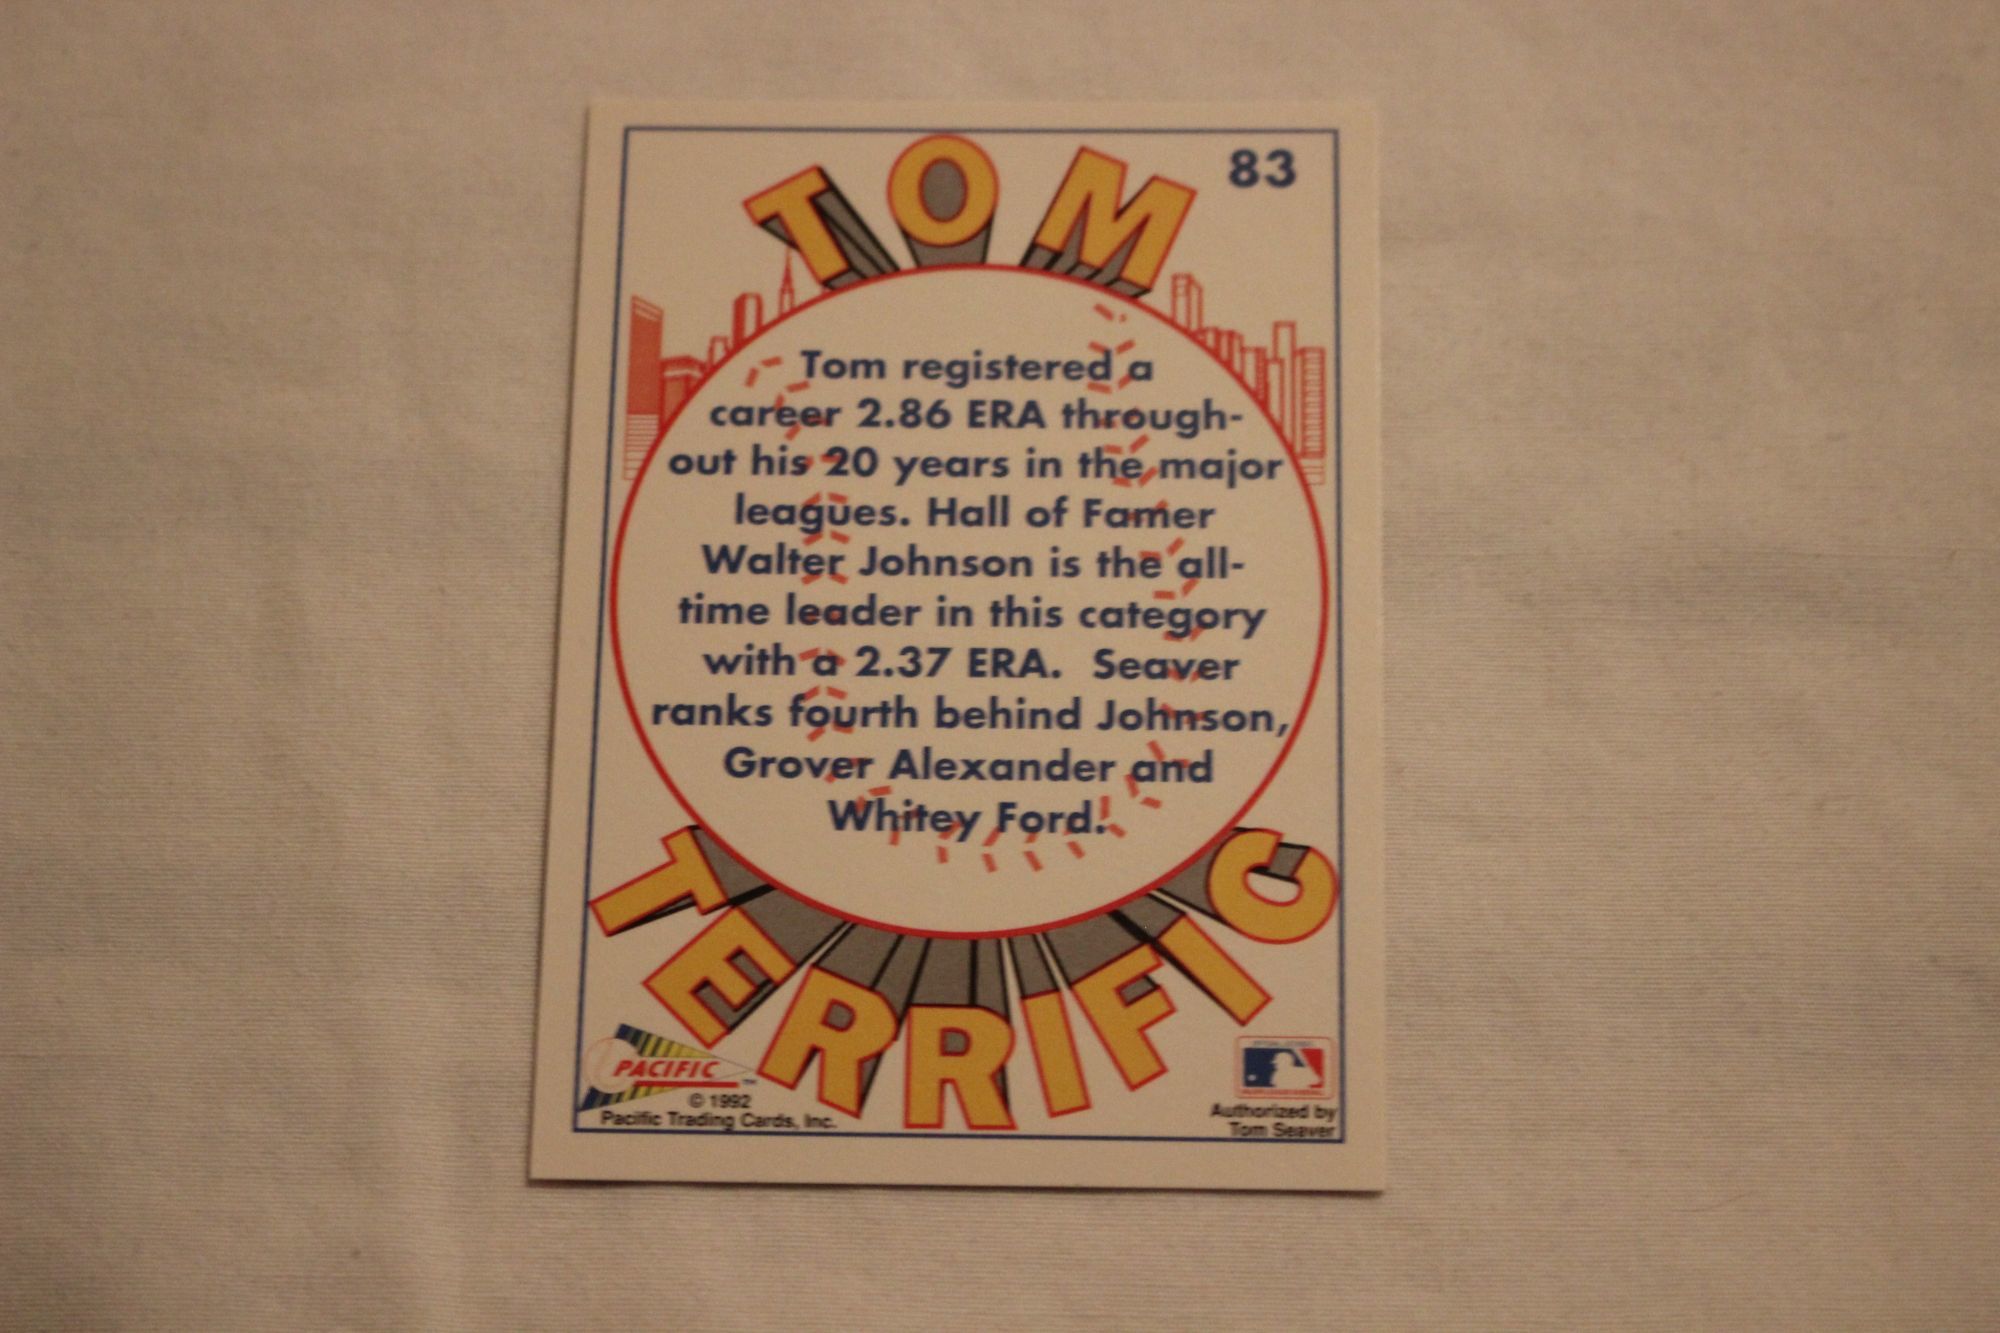 TOM
83
Tom registered a
career 2.86 ERA through-
out his 20 years in the major
leagues. Hall of Famer
Walter Johnson is the all-
time leader in this category
with a 2.37 ERA. Seaver
ranks fourth behind Johnson,
Grover Alexander and
Whitey Ford.
TERRIFIC
PACIFIC™
© 1992
Pacific Trading Cards, Inc.
Authorized by
Tom Seaver